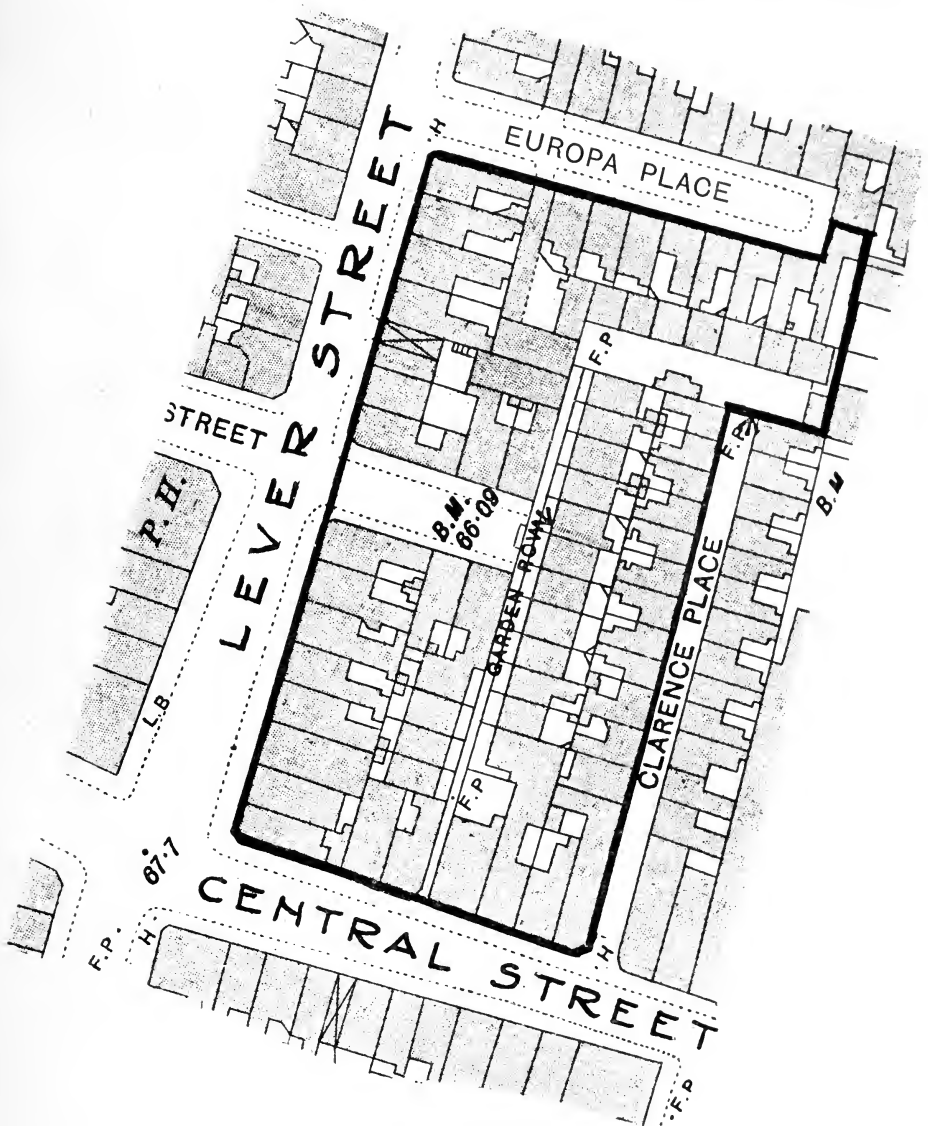 H
EUROPA PLACE
LEVER STREET
F.P
STREET
F.P
P. H.
B.M.
66·09
B.M
GARDEN ROW
CLARENCE PLACE
L.B
F.P
67·7
CENTRAL STREET
F.P.
H
H
F.P